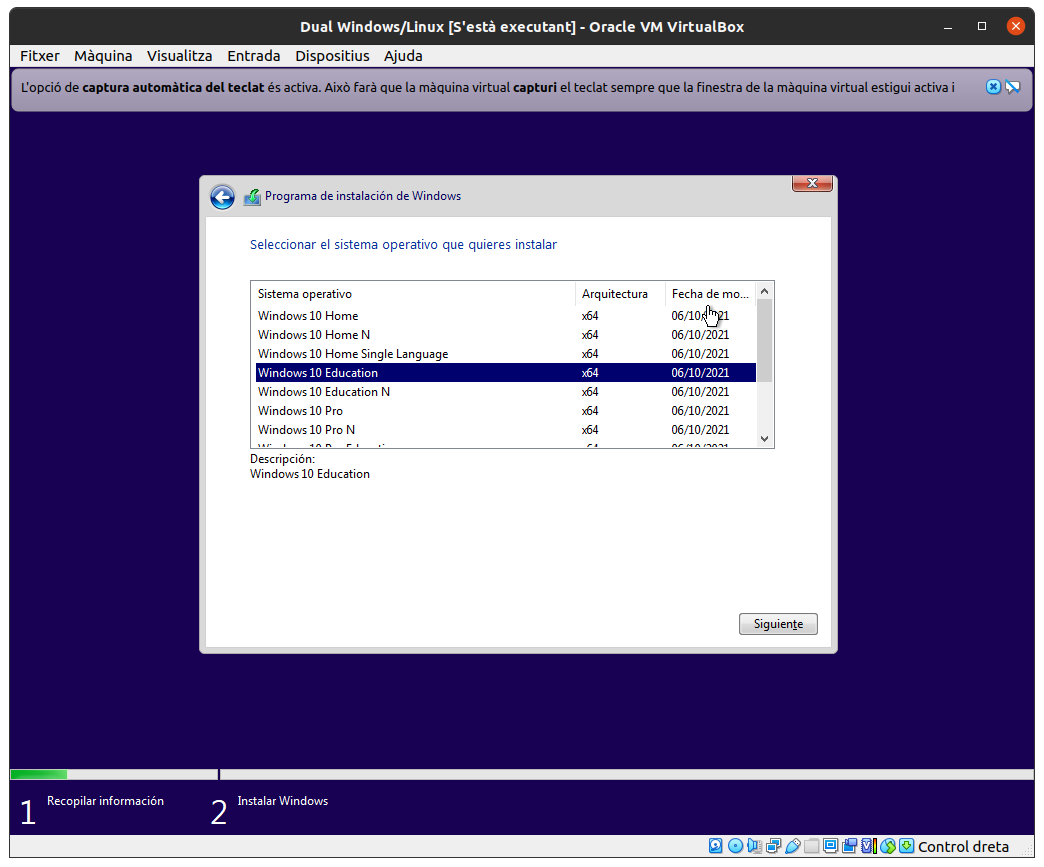 Dual Windows/Linux [S'està executant] - Oracle VM VirtualBox
Fitxer Màquina Visualitza Entrada Dispositius Ajuda
L'opció de captura automàtica del teclat és activa. Això farà que la màquina virtual capturi el teclat sempre que la finestra de la màquina virtual estigui activa i
Programa de instalación de Windows
Seleccionar el sistema operativo que quieres instalar
Sistema operativo Arquitectura Fecha de mo...
Windows 10 Home x64 06/10/2021
Windows 10 Home N x64 06/10/2021
Windows 10 Home Single Language x64 06/10/2021
Windows 10 Education x64 06/10/2021
Windows 10 Education N x64 06/10/2021
Windows 10 Pro x64 06/10/2021
Windows 10 Pro N x64 06/10/2021
Descripción:
Windows 10 Education
Siguiente
1 Recopilar información 2 Instalar Windows
Control dreta